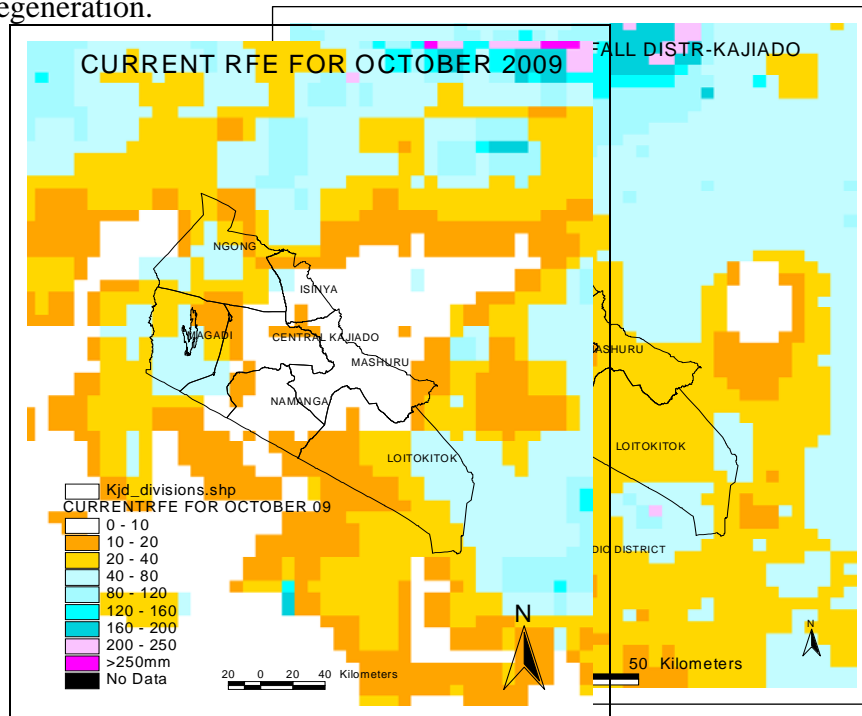 egeneration.
CURRENT RFE FOR OCTOBER 2009
NGONG
ISINYA
MAGADI
CENTRAL KAJIADO
MASHURU
NAMANGA
LOITOKITOK
Kjd_divisions.shp
CURRENTRFE FOR OCTOBER 09
0 - 10
10 - 20
20 - 40
40 - 80
80 - 120
120 - 160
160 - 200
200 - 250
>250mm
No Data
20 0 20 40 Kilometers
N
FALL DISTR-KAJIADO
ASHURU
LOITOKITOK
DIO DISTRICT
N
50 Kilometers